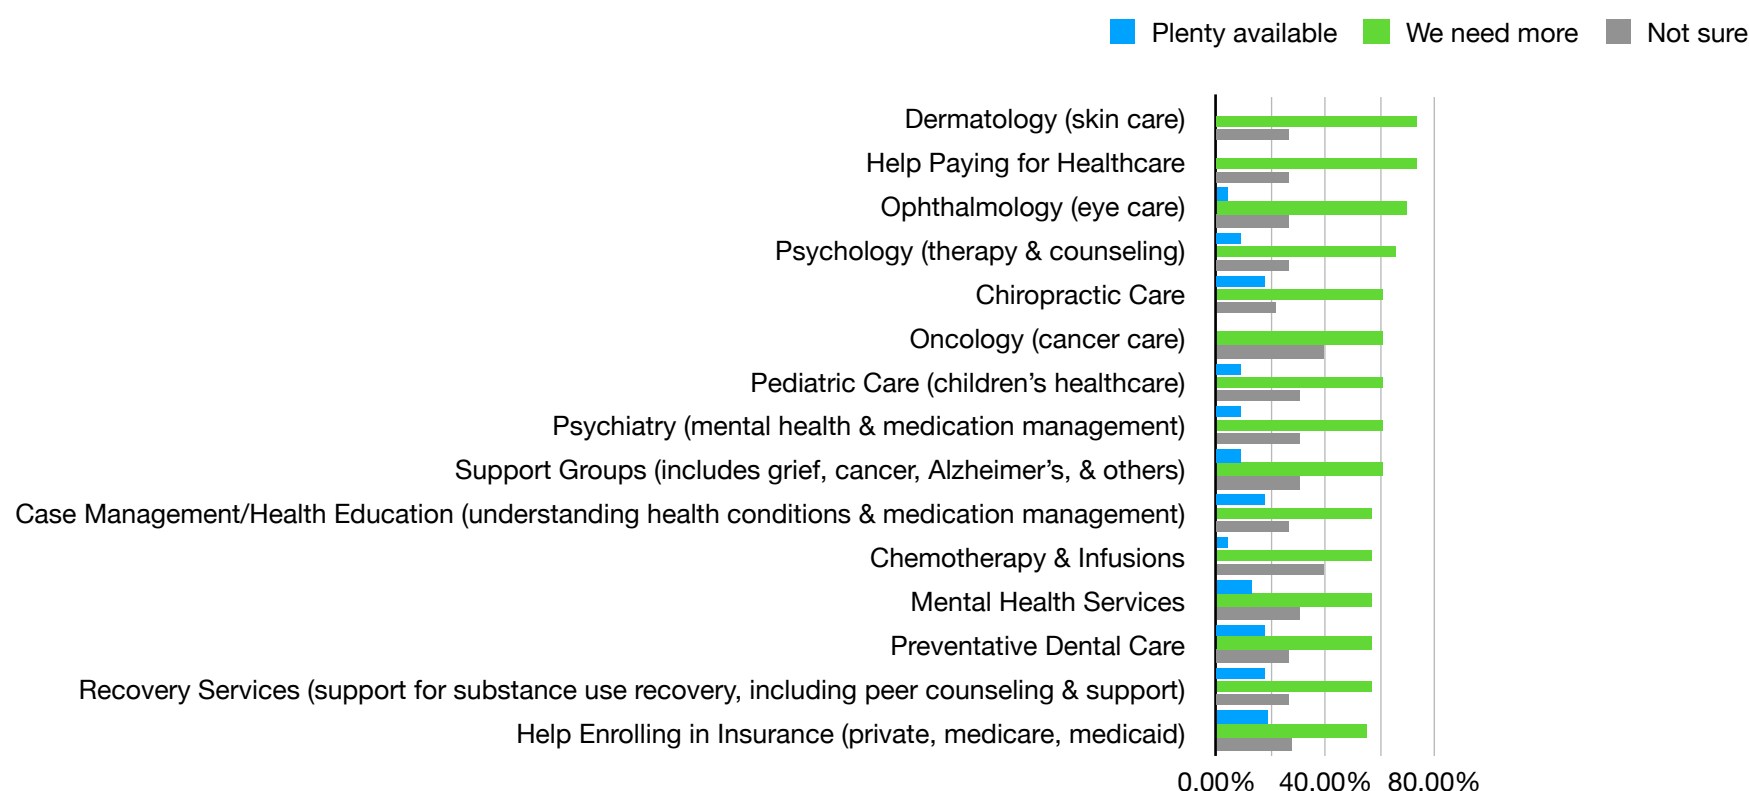 Plenty available We need more Not sure
Dermatology (skin care)
Help Paying for Healthcare
Ophthalmology (eye care)
Psychology (therapy & counseling)
Chiropractic Care
Oncology (cancer care)
Pediatric Care (children’s healthcare)
Psychiatry (mental health & medication management)
Support Groups (includes grief, cancer, Alzheimer’s, & others)
Case Management/Health Education (understanding health conditions & medication management)
Chemotherapy & Infusions
Mental Health Services
Preventative Dental Care
Recovery Services (support for substance use recovery, including peer counseling & support)
Help Enrolling in Insurance (private, medicare, medicaid)
0.00% 40.00% 80.00%